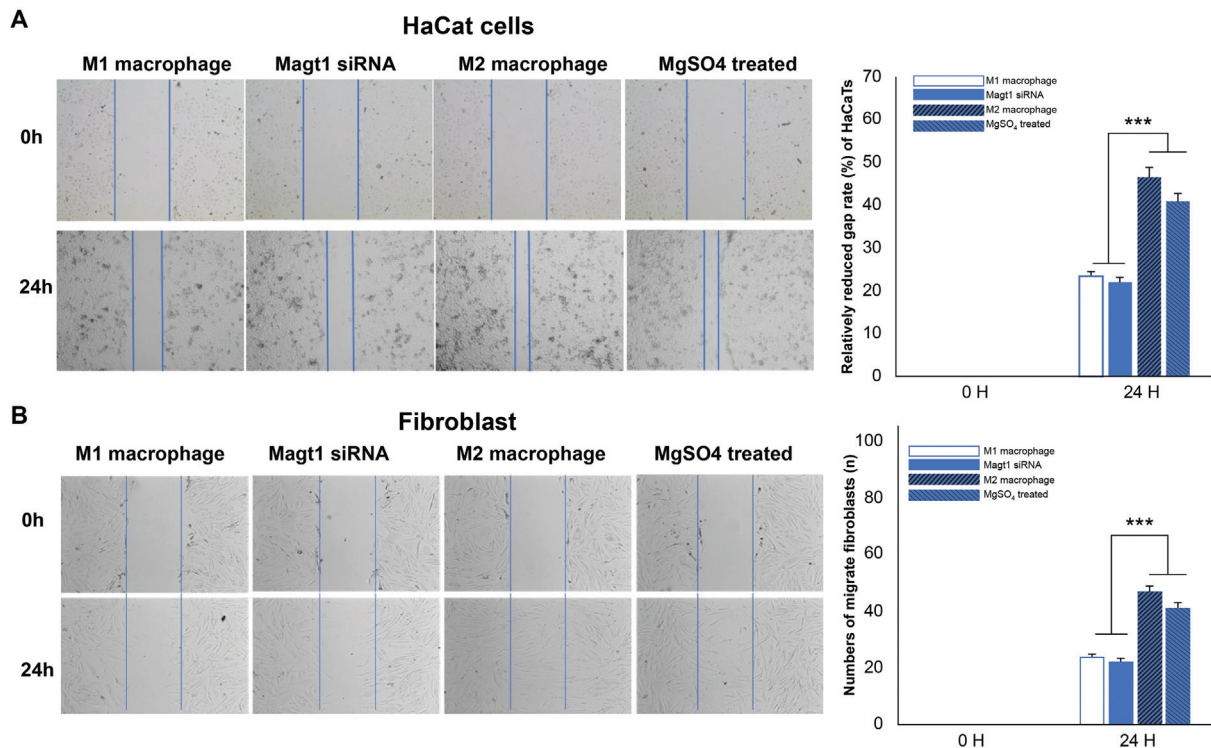 A
HaCat cells
M1 macrophage Magt1 siRNA M2 macrophage MgSO4 treated
0h
24h
Relatively reduced gap rate (%) of HaCaTs
70
60
50
40
30
20
10
0
M1 macrophage
Magt1 siRNA
M2 macrophage
MgSO₄ treated
***
0 H 24 H
B
Fibroblast
M1 macrophage Magt1 siRNA M2 macrophage MgSO4 treated
0h
24h
Numbers of migrate fibroblasts (n)
100
80
60
40
20
0
M1 macrophage
Magt1 siRNA
M2 macrophage
MgSO₄ treated
***
0 H 24 H